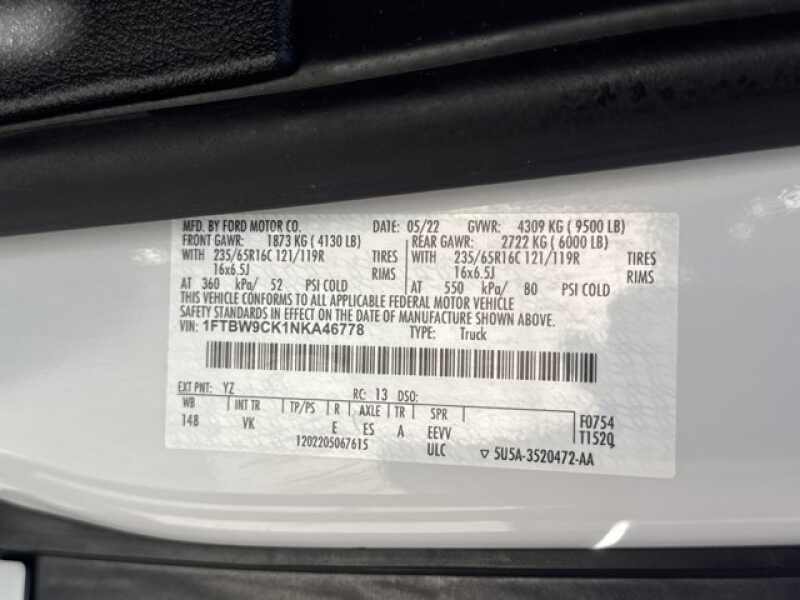 MFD. BY FORD MOTOR CO. DATE: 05/22 GVWR: 4309 KG ( 9500 LB)
FRONT GAWR: 1873 KG ( 4130 LB) REAR GAWR: 2722 KG ( 6000 LB)
WITH 235/65R16C 121/119R TIRES WITH 235/65R16C 121/119R TIRES
16x6.5J RIMS 16x6.5J RIMS
AT 360 kPa/ 52 PSI COLD AT 550 kPa/ 80 PSI COLD
THIS VEHICLE CONFORMS TO ALL APPLICABLE FEDERAL MOTOR VEHICLE
SAFETY STANDARDS IN EFFECT ON THE DATE OF MANUFACTURE SHOWN ABOVE.
VIN: 1FTBW9CK1NKA46778 TYPE: Truck
EXT PNT: YZ RC: 13 DSO:
WB INT TR TP/PS R AXLE TR SPR F0754
148 VK E ES A EEVV T1520
1202205067615 ULC ▽ 5U5A-3520472-AA